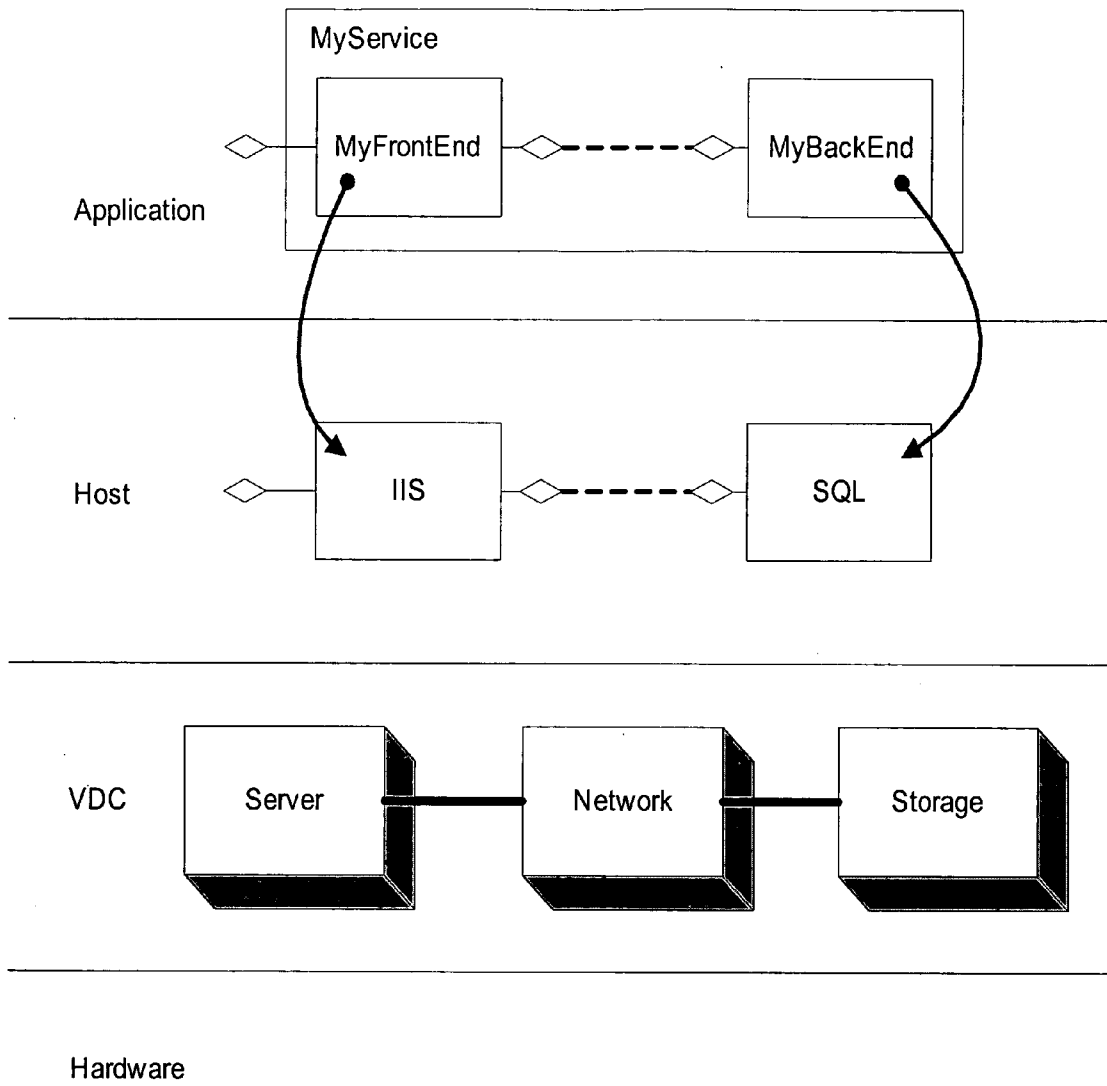 MyService
MyFrontEnd
MyBackEnd
Application
Host
IIS
SQL
VDC
Server
Network
Storage
Hardware